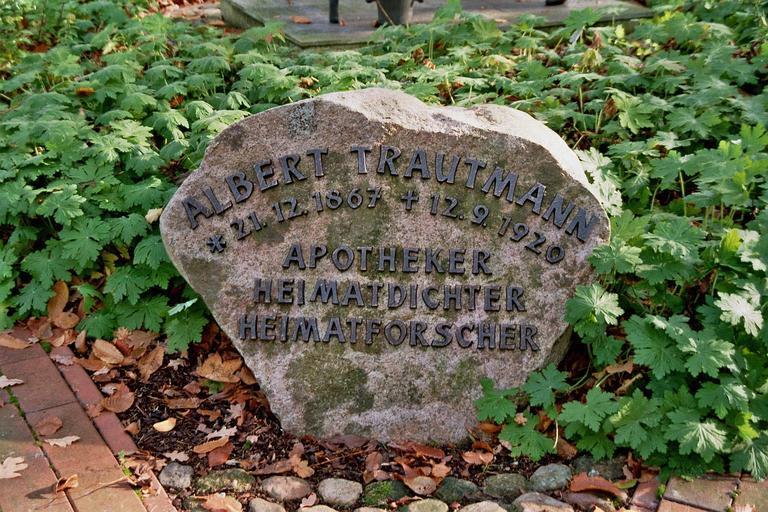 ALBERT TRAUTMANN
* 21.12.1867 + 12.9.1920
APOTHEKER
HEIMATDICHTER
HEIMATFORSCHER